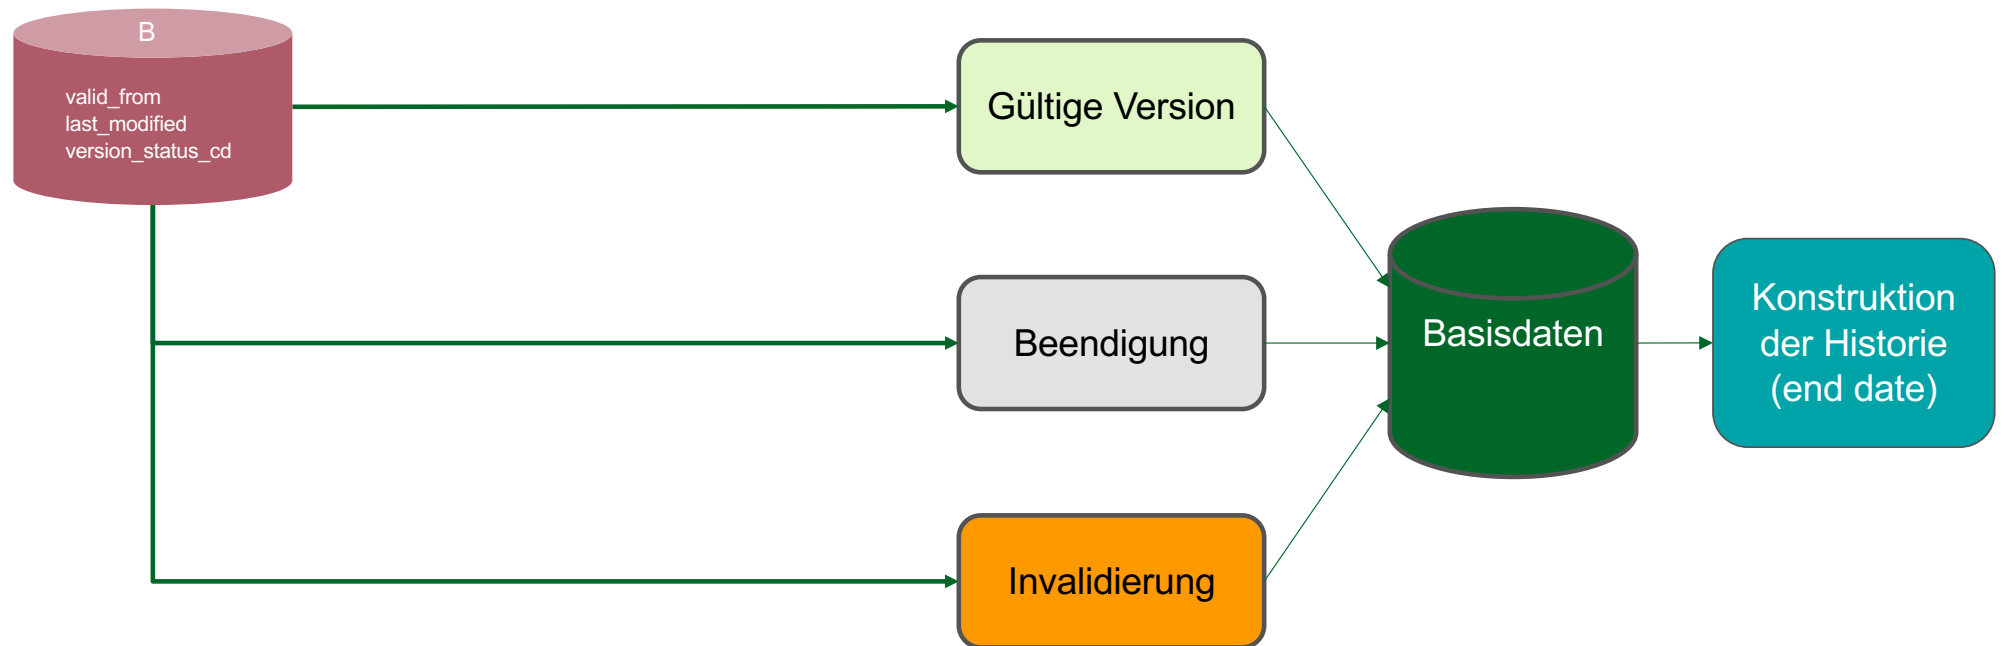 B
valid_from
last_modified
version_status_cd
Gültige Version
Beendigung
Invalidierung
Basisdaten
Konstruktion
der Historie
(end date)